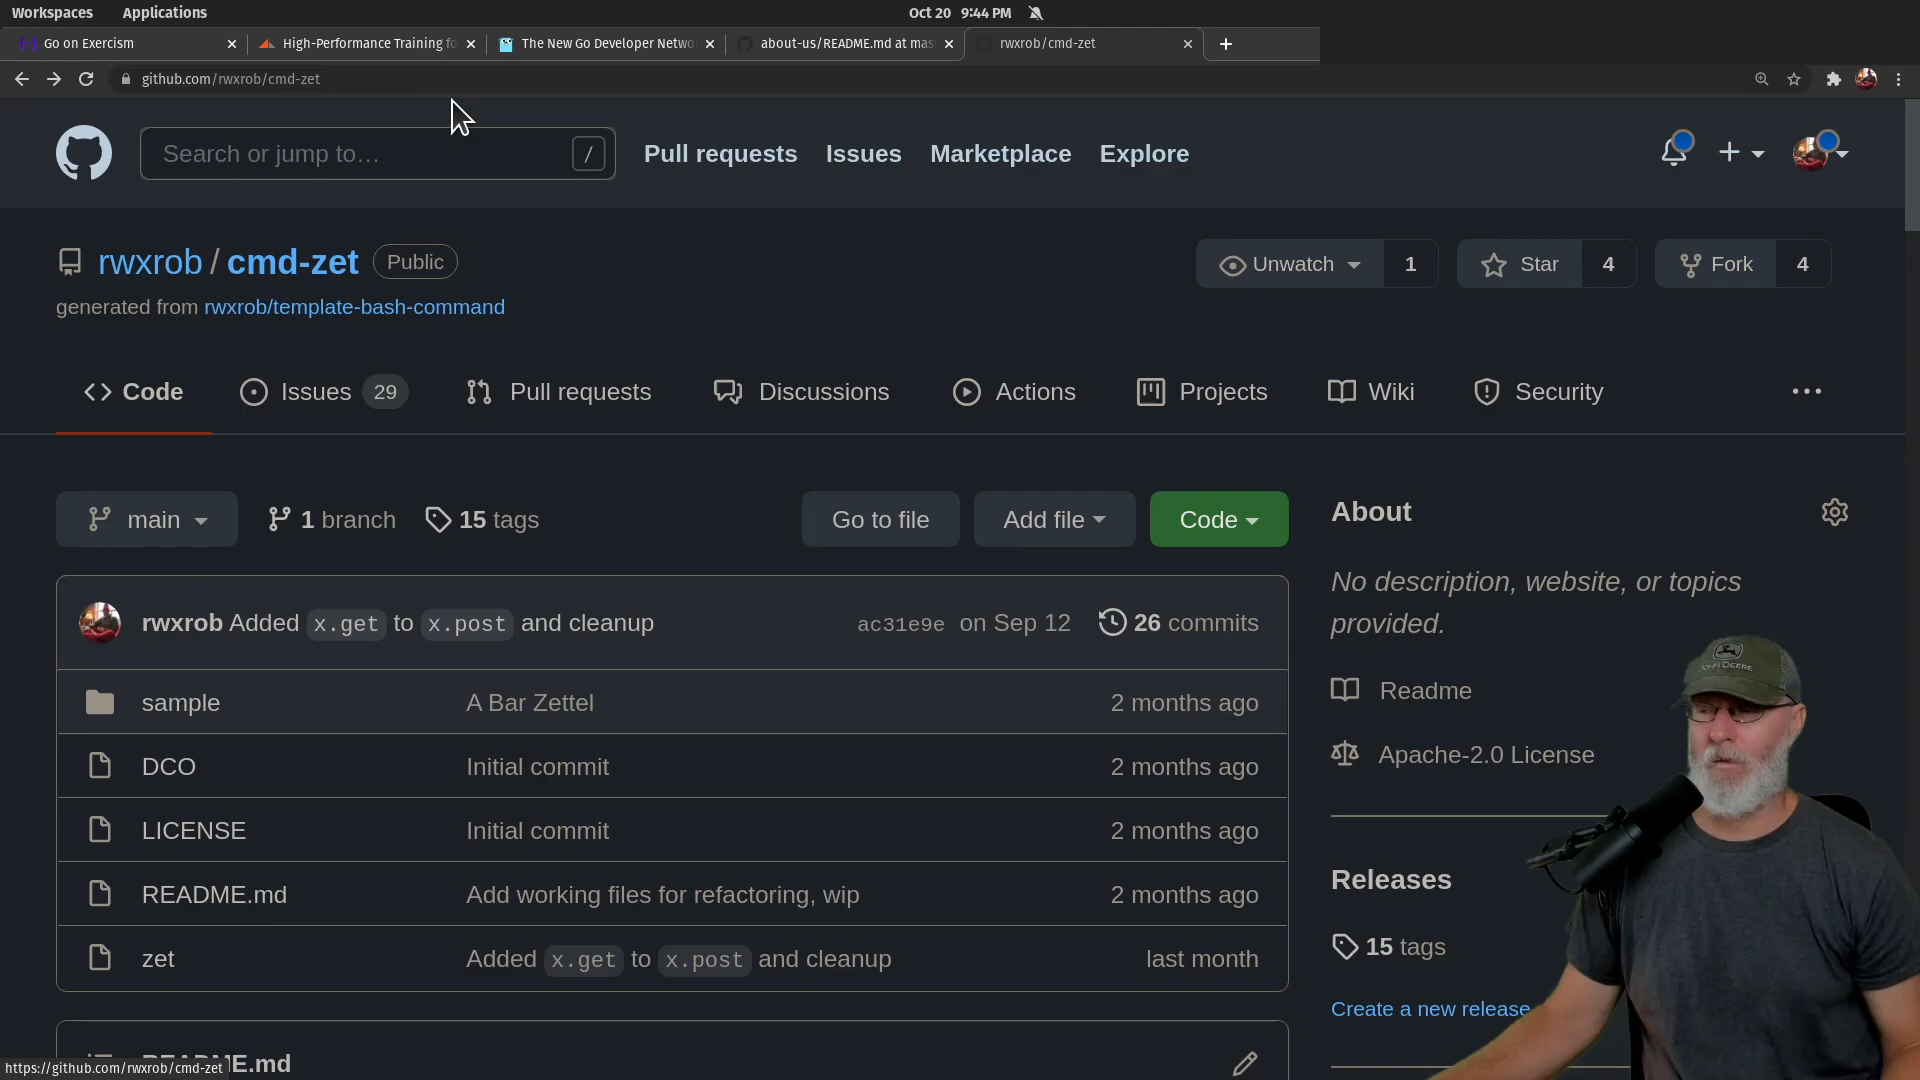 Workspaces Applications Oct 20 9:44 PM
Go on Exercism High-Performance Training fo The New Go Developer Netwo about-us/README.md at mas rwxrob/cmd-zet
github.com/rwxrob/cmd-zet
Search or jump to… / Pull requests Issues Marketplace Explore
rwxrob / cmd-zet Public Unwatch 1 Star 4 Fork 4
generated from rwxrob/template-bash-command
Code Issues 29 Pull requests Discussions Actions Projects Wiki Security
main 1 branch 15 tags Go to file Add file Code About
No description, website, or topics
provided.
rwxrob Added x.get to x.post and cleanup ac31e9e on Sep 12 26 commits
sample A Bar Zettel 2 months ago
Readme
DCO Initial commit 2 months ago
Apache-2.0 License
LICENSE Initial commit 2 months ago
README.md Add working files for refactoring, wip 2 months ago
Releases
zet Added x.get to x.post and cleanup last month
15 tags
Create a new release
README.md
https://github.com/rwxrob/cmd-zet
JOHN DEERE